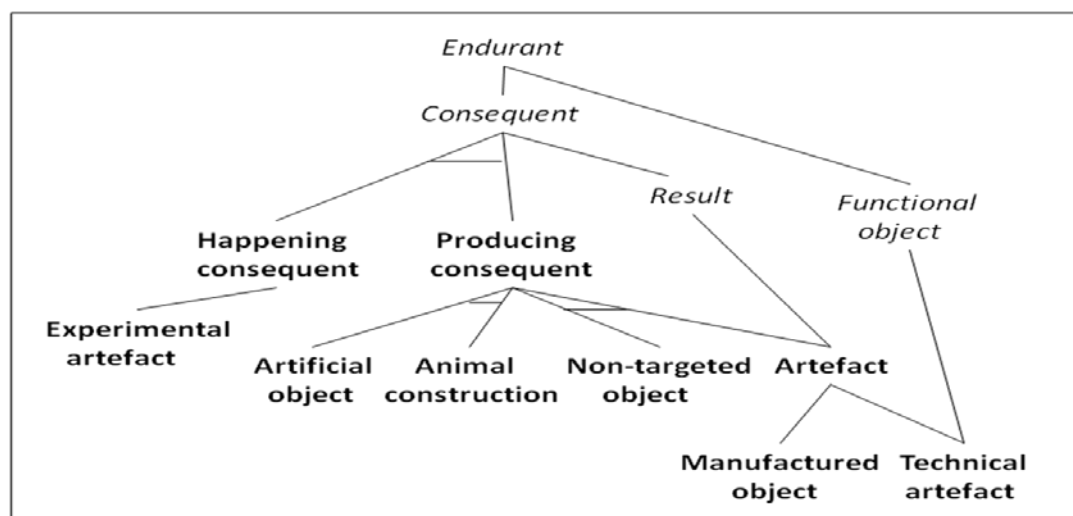 Endurant
Consequent
Result
Functional
object
Happening
consequent
Producing
consequent
Experimental
artefact
Artificial
object
Animal
construction
Non-targeted
object
Artefact
Manufactured
object
Technical
artefact